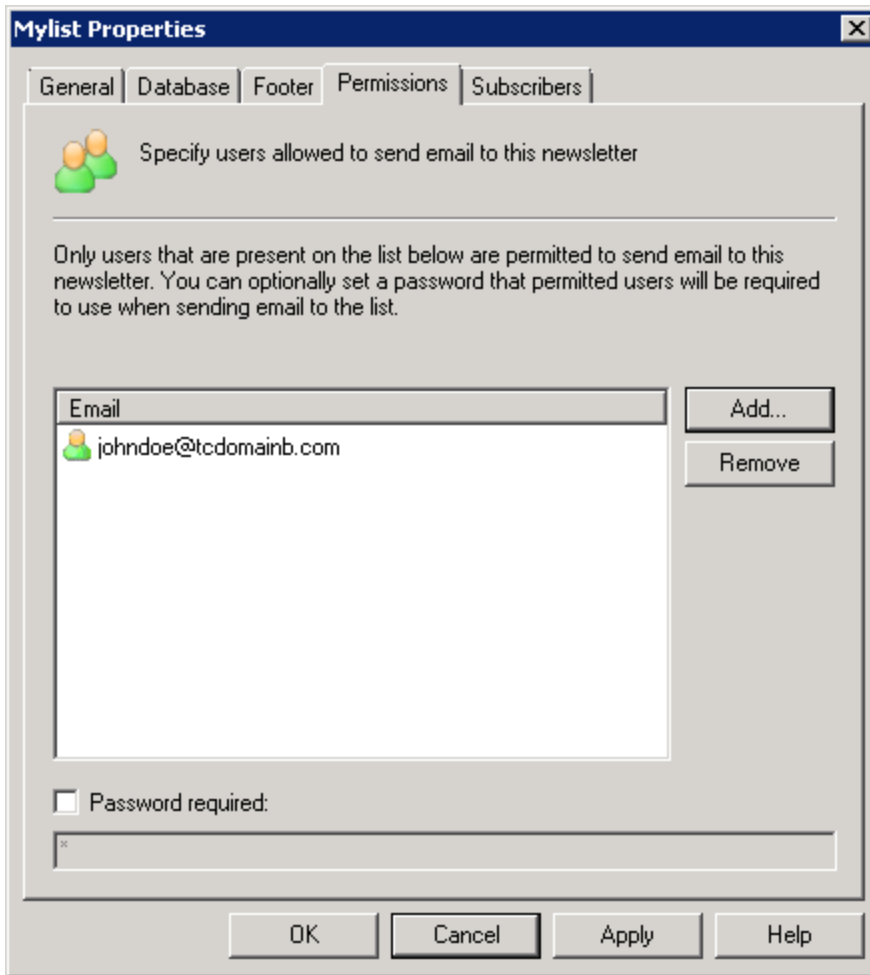 Mylist Properties
General Database Footer Permissions Subscribers
Specify users allowed to send email to this newsletter
Only users that are present on the list below are permitted to send email to this
newsletter. You can optionally set a password that permitted users will be required
to use when sending email to the list.
Email
Add...
johndoe@tcdomainb.com
Remove
Password required:
*
OK Cancel Apply Help